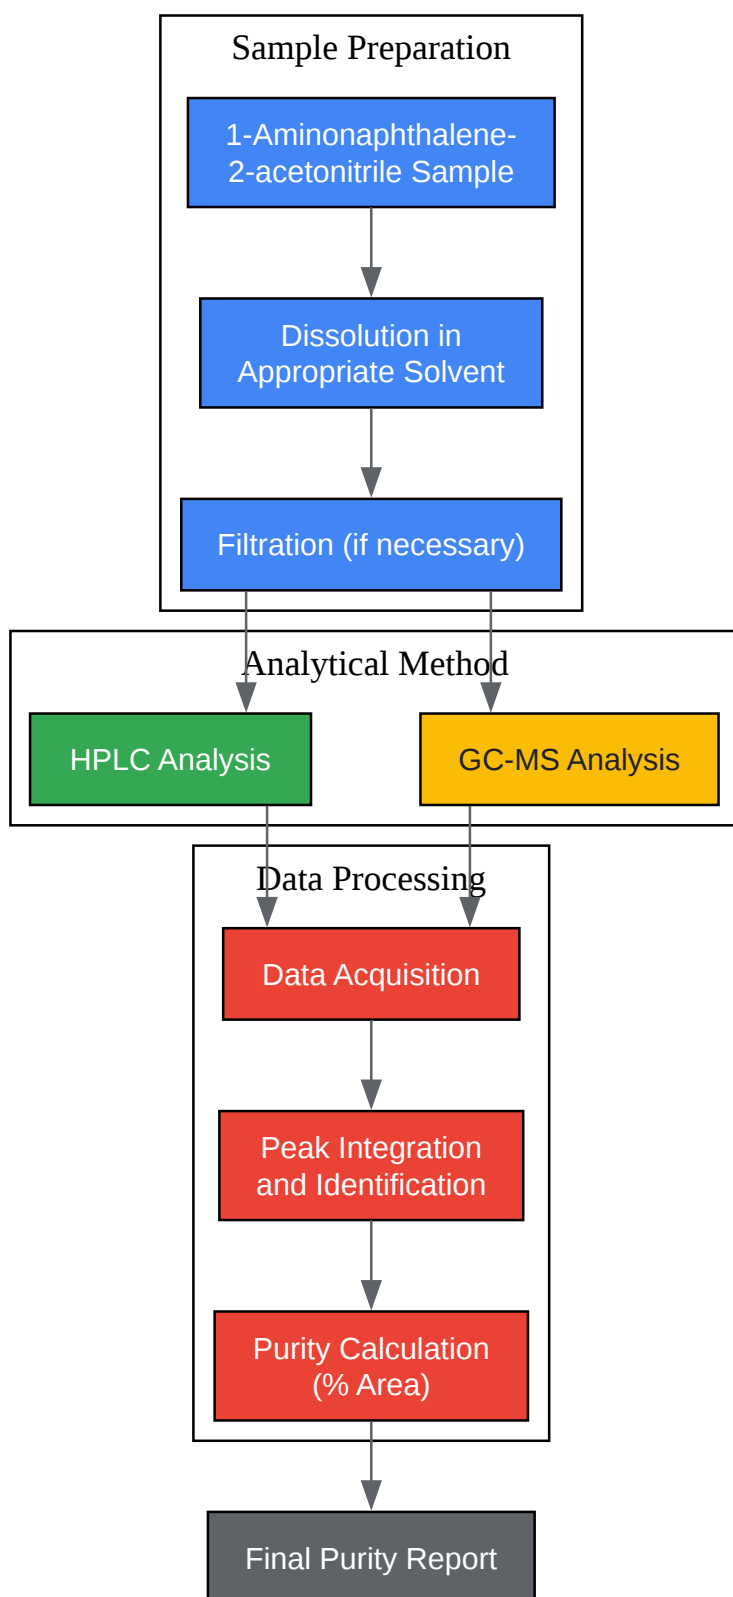 Sample Preparation
1-Aminonaphthalene-
2-acetonitrile Sample
Dissolution in
Appropriate Solvent
Filtration (if necessary)
Analytical Method
HPLC Analysis
GC-MS Analysis
Data Processing
Data Acquisition
Peak Integration
and Identification
Purity Calculation
(% Area)
Final Purity Report